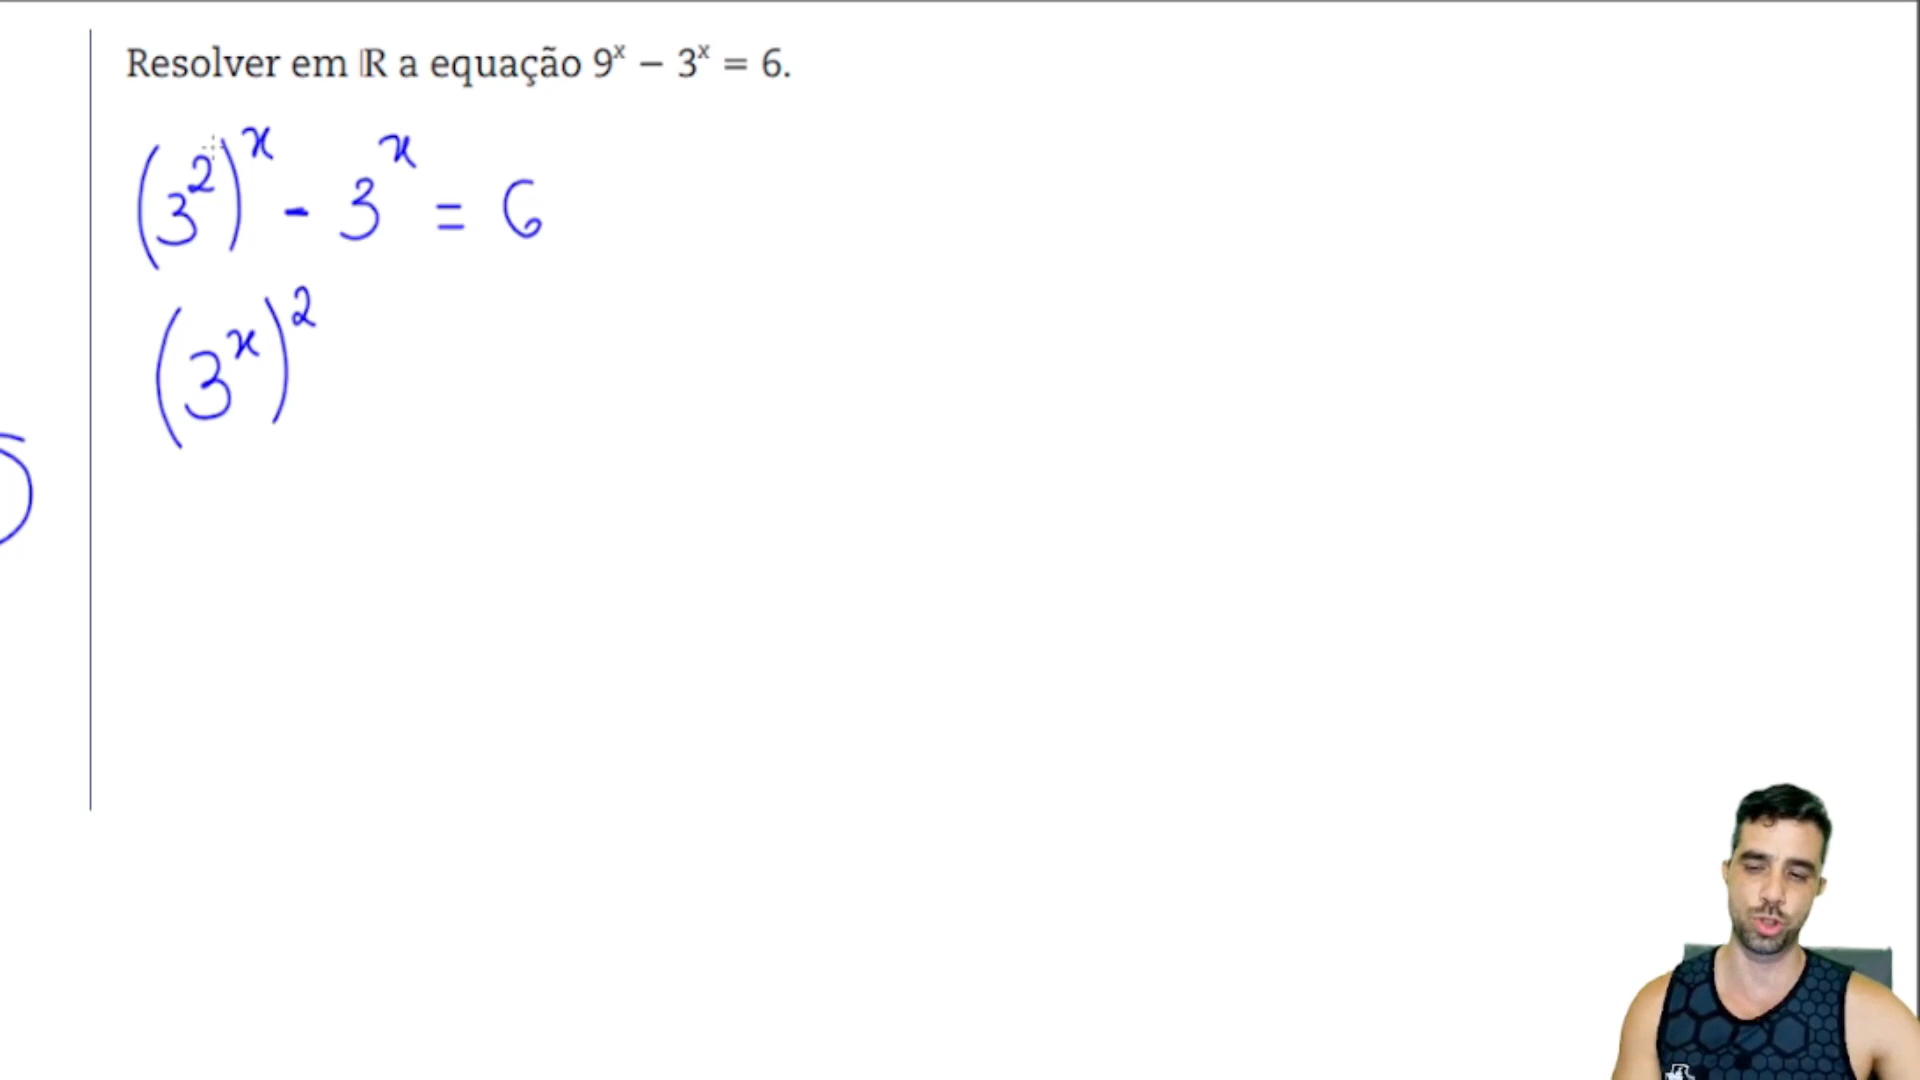 Resolver em ℝ a equação 9ˣ − 3ˣ = 6.
(3²)ˣ - 3ˣ = 6
(3ˣ)²